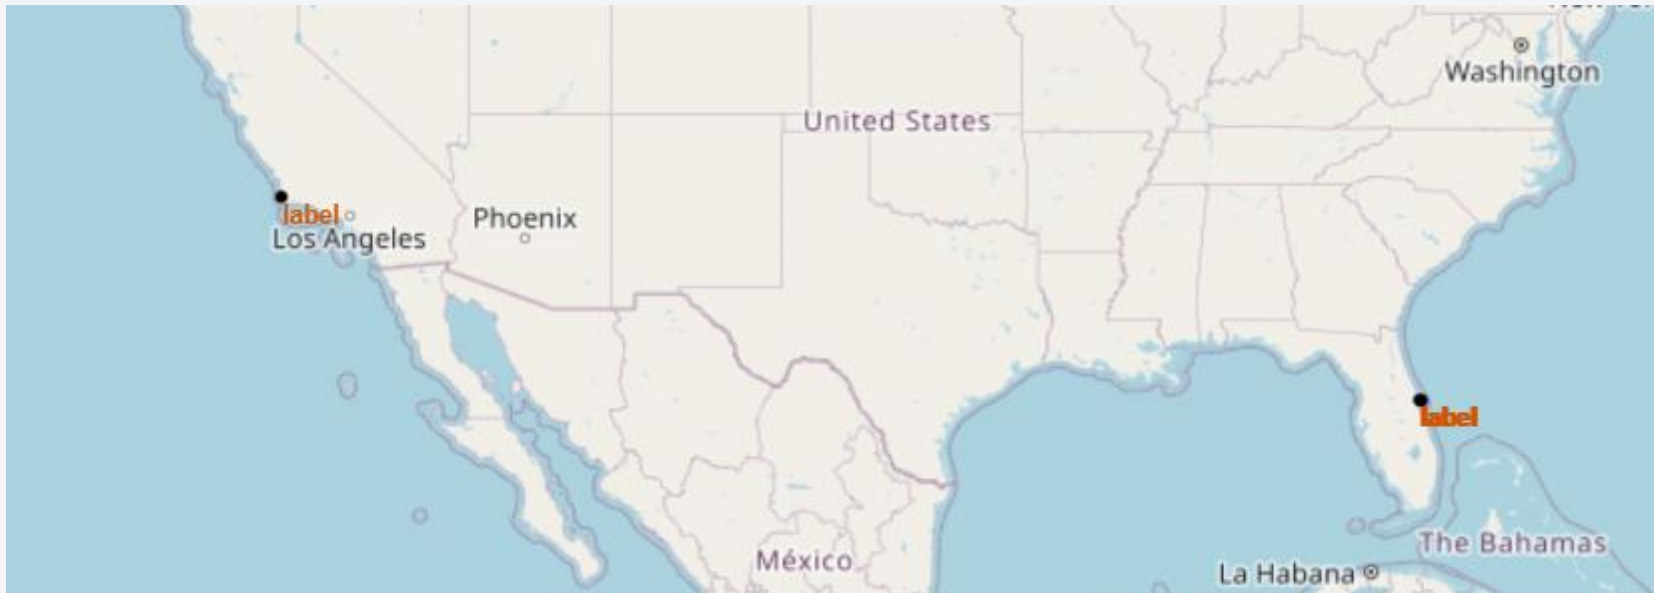 Washington
United States
label
Phoenix
Los Angeles
label
México
The Bahamas
La Habana